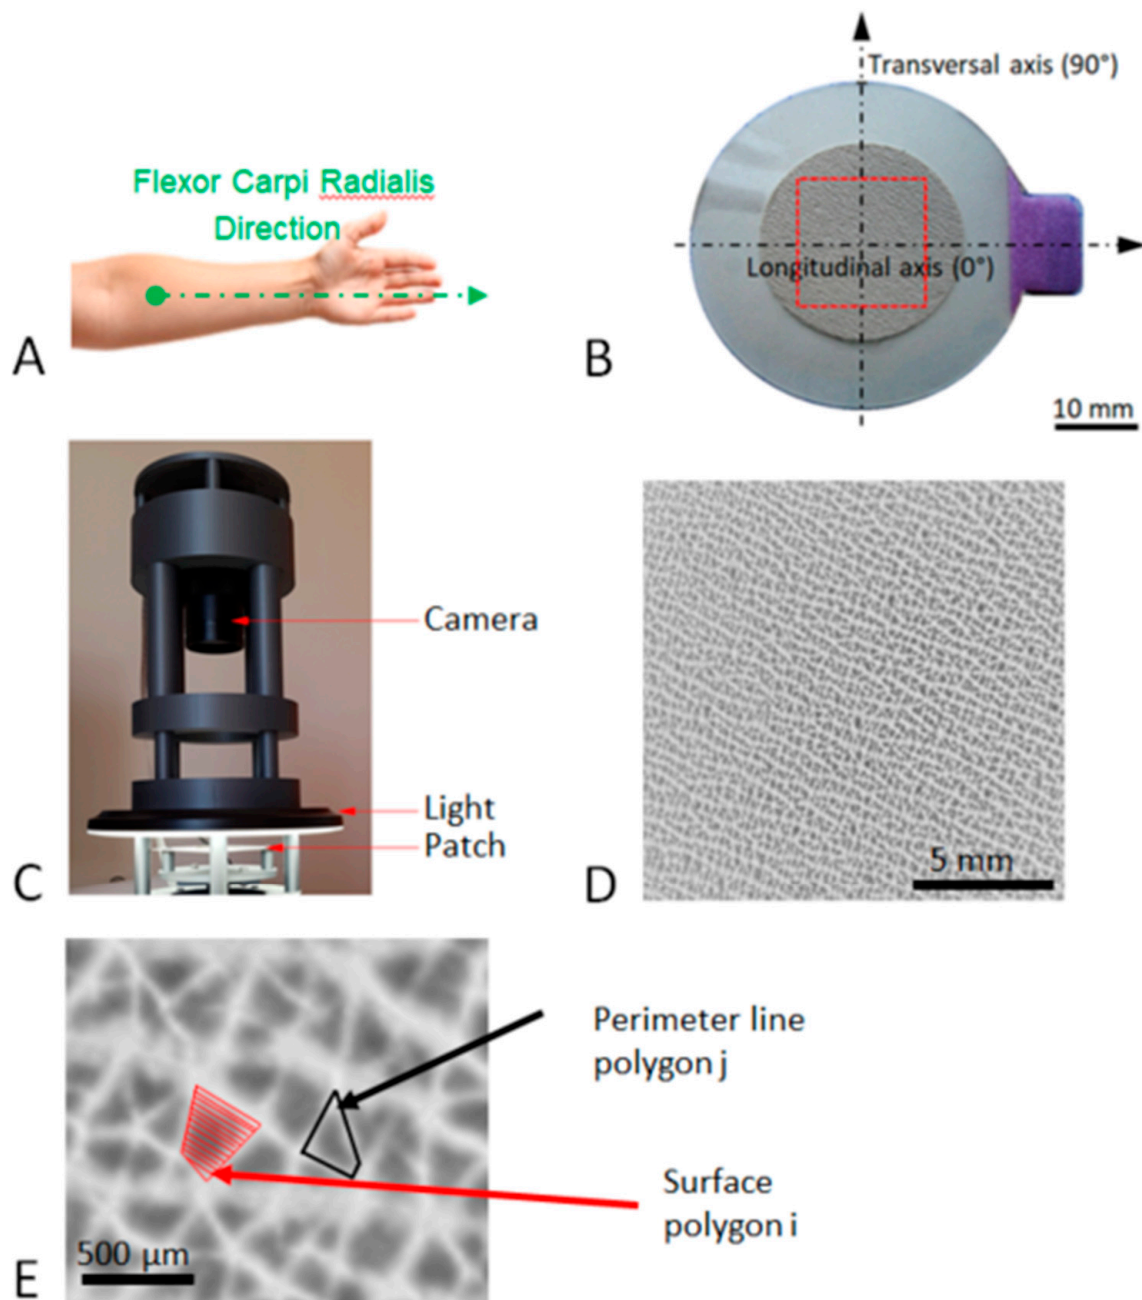 Flexor Carpi Radialis
Direction
A
Transversal axis (90°)
Longitudinal axis (0°)
B
10 mm
Camera
Light
Patch
C
5 mm
D
Perimeter line
polygon j
Surface
polygon i
500 µm
E